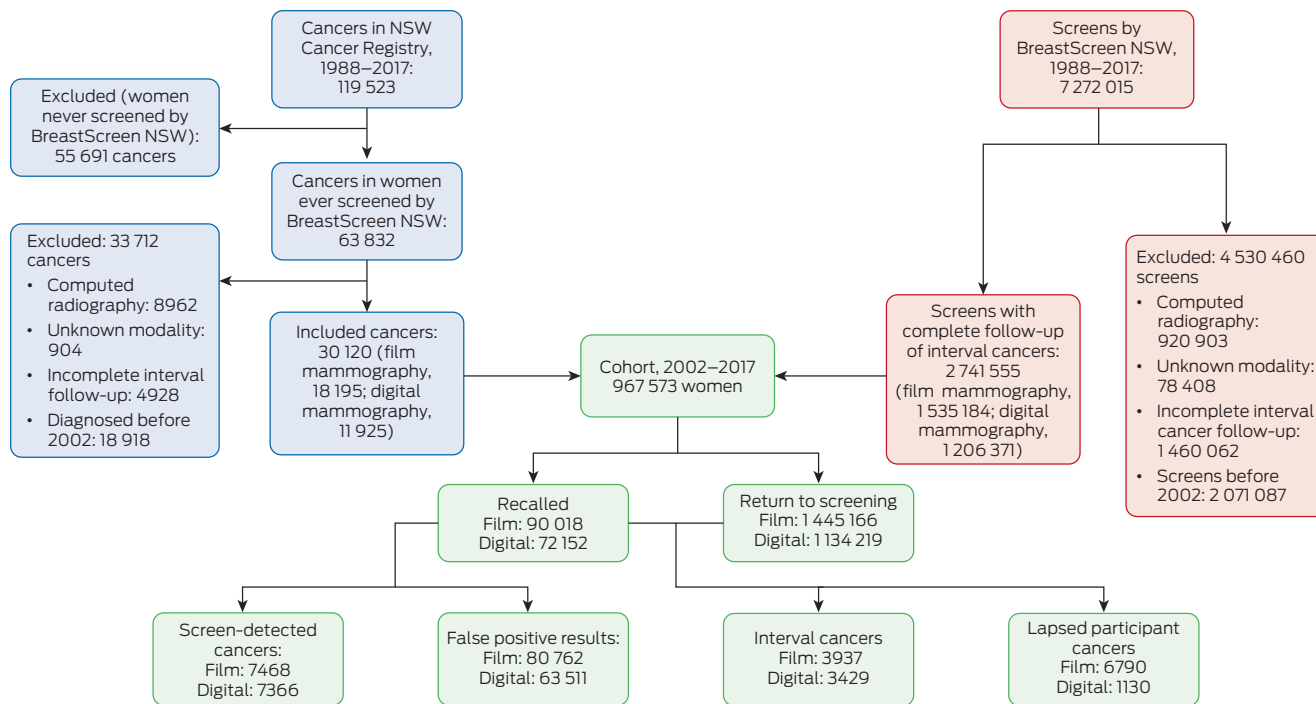 Cancers in NSW
Cancer Registry,
1988–2017:
119 523
Screens by
BreastScreen NSW,
1988–2017:
7 272 015
Excluded (women
never screened by
BreastScreen NSW):
55 691 cancers
Cancers in women
ever screened by
BreastScreen NSW:
63 832
Excluded: 33 712
cancers
• Computed
radiography: 8962
• Unknown modality:
904
• Incomplete interval
follow-up: 4928
• Diagnosed before
2002: 18 918
Included cancers:
30 120 (film
mammography,
18 195; digital
mammography,
11 925)
Cohort, 2002–2017
967 573 women
Screens with
complete follow-up
of interval cancers:
2 741 555
(film mammography,
1 535 184; digital
mammography,
1 206 371)
Excluded: 4 530 460
screens
• Computed
radiography:
920 903
• Unknown modality:
78 408
• Incomplete interval
cancer follow-up:
1 460 062
• Screens before
2002: 2 071 087
Recalled
Film: 90 018
Digital: 72 152
Return to screening
Film: 1 445 166
Digital: 1 134 219
Screen-detected
cancers:
Film: 7468
Digital: 7366
False positive results:
Film: 80 762
Digital: 63 511
Interval cancers
Film: 3937
Digital: 3429
Lapsed participant
cancers
Film: 6790
Digital: 1130